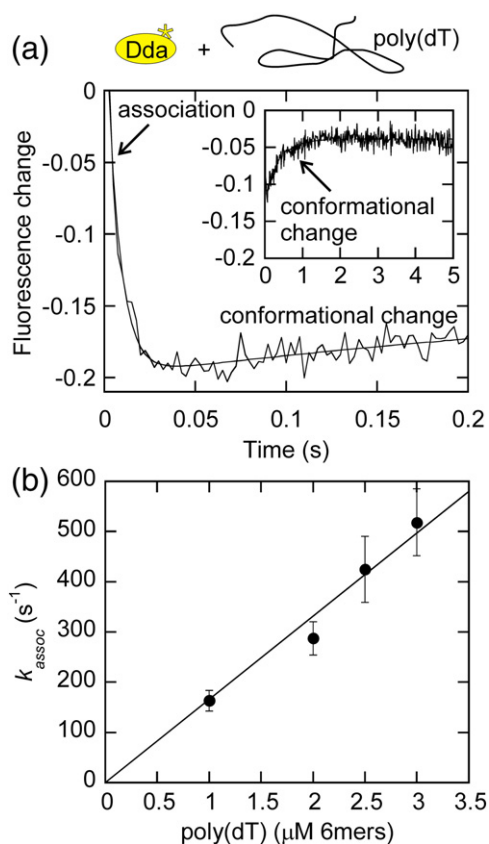 (a)
Dda * + poly(dT)
Fluorescence change
0
-0.05
-0.1
-0.15
-0.2
association
0
-0.05
-0.1
-0.15
-0.2
conformational
change
0 1 2 3 4 5
conformational change
0 0.05 0.1 0.15 0.2
Time (s)
(b)
k assoc (s-1)
600
500
400
300
200
100
0
0 0.5 1 1.5 2 2.5 3 3.5
poly(dT) (μM 6mers)